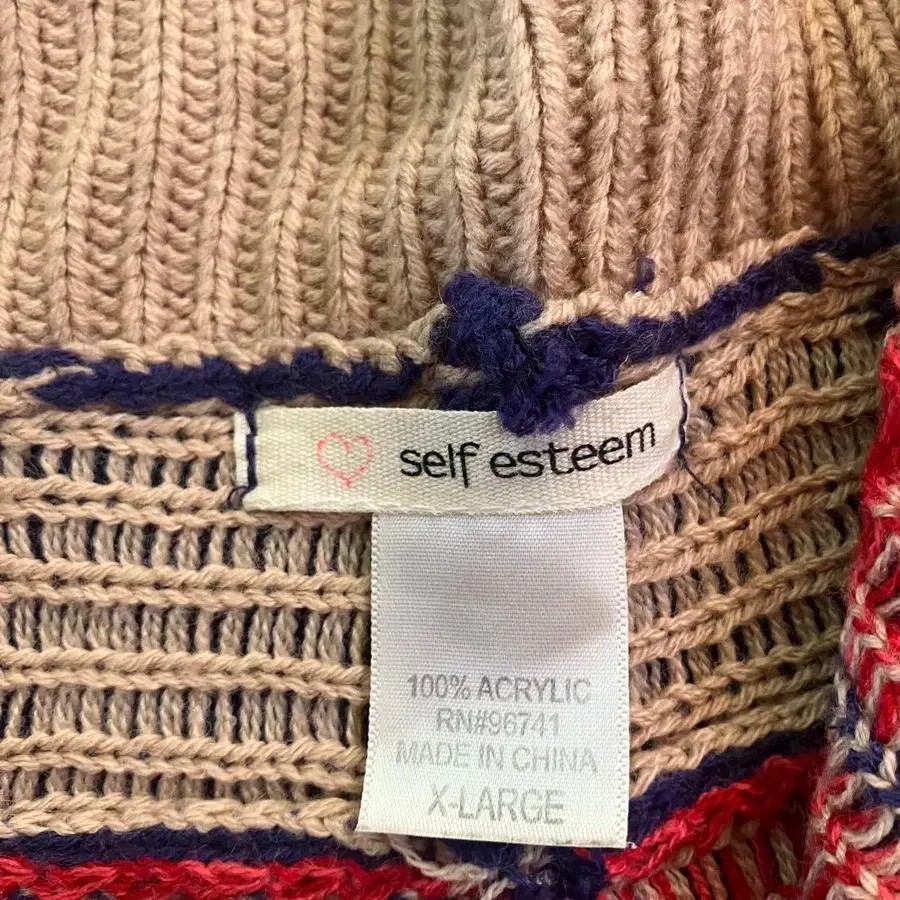 self esteem
100% ACRYLIC
RN#96741
MADE IN CHINA
X-LARGE